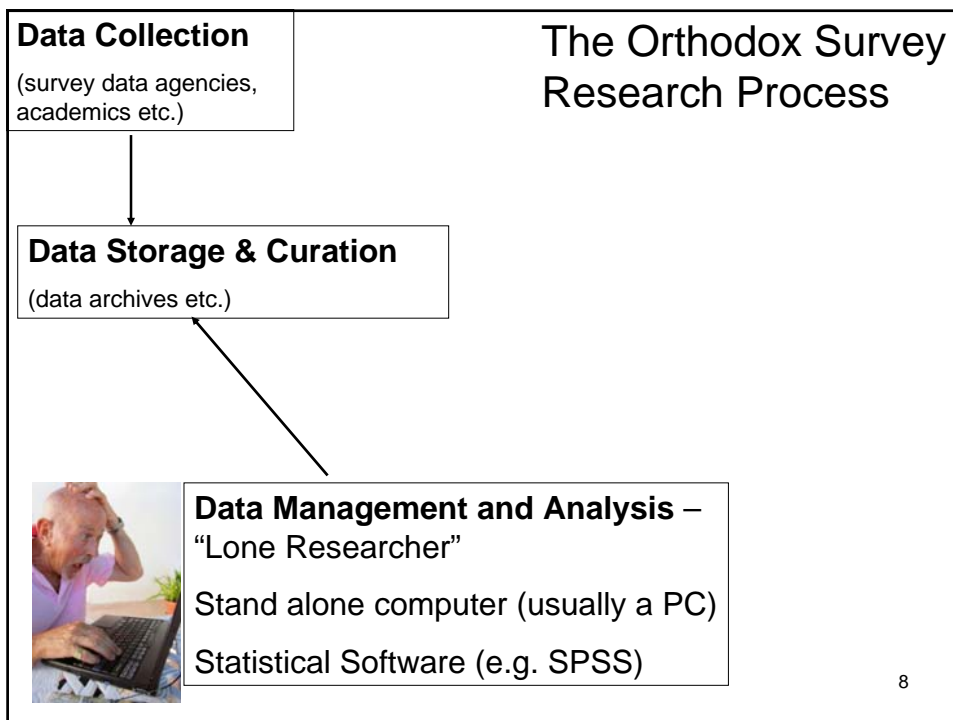 The Orthodox Survey
Research Process
Data Collection
(survey data agencies,
academics etc.)
Data Storage & Curation
(data archives etc.)
Data Management and Analysis –
“Lone Researcher”
Stand alone computer (usually a PC)
Statistical Software (e.g. SPSS)
8